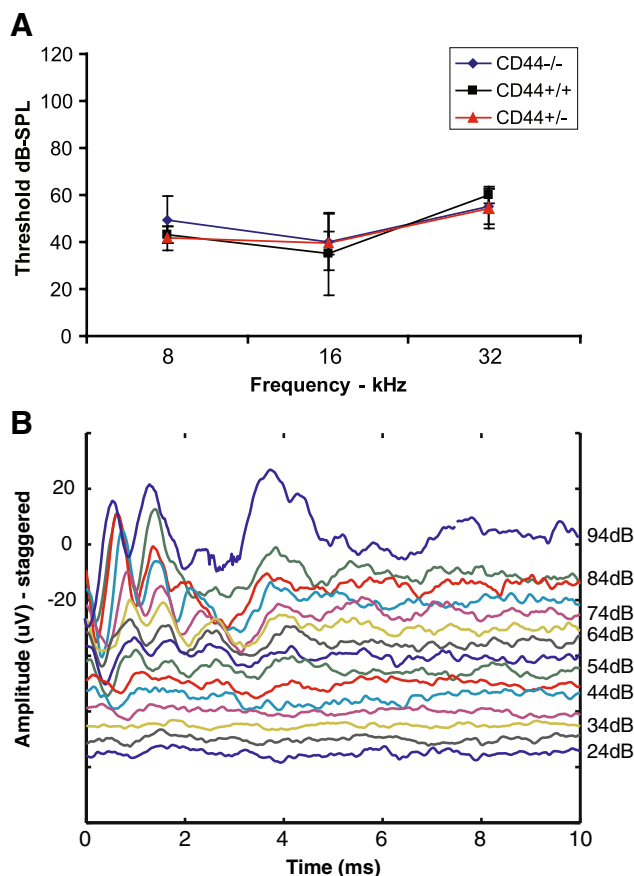 A
120
100
80
60
40
20
0
Threshold dB-SPL
CD44-/-
CD44+/+
CD44+/-
8 16 32
Frequency - kHz
B
20
0
-20
Amplitude (uV) - staggered
94dB
84dB
74dB
64dB
54dB
44dB
34dB
24dB
0 2 4 6 8 10
Time (ms)